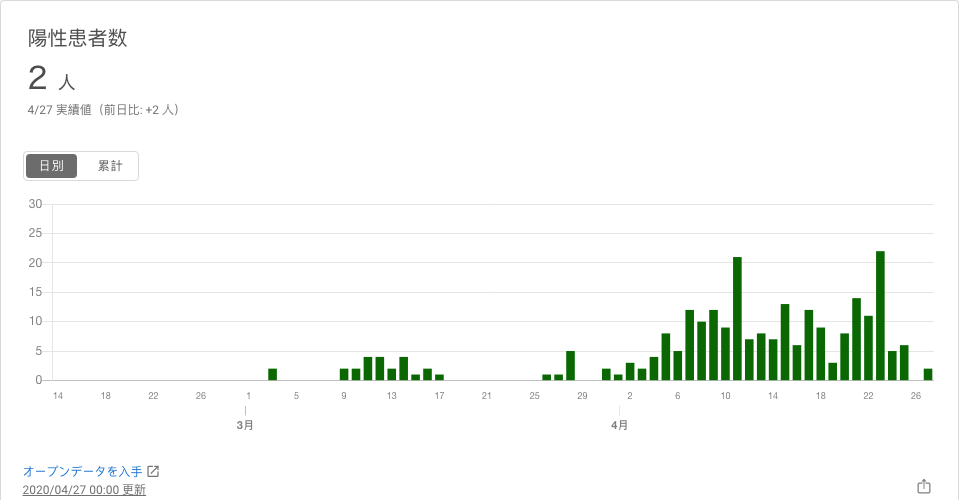 陽性患者数
2 人
4/27 実績値（前日比: +2 人）
日別 累計
30
25
20
15
10
5
0
14 18 22 26 1 5 9 13 17 21 25 29 2 6 10 14 18 22 26
3月 4月
オープンデータを入手
2020/04/27 00:00 更新